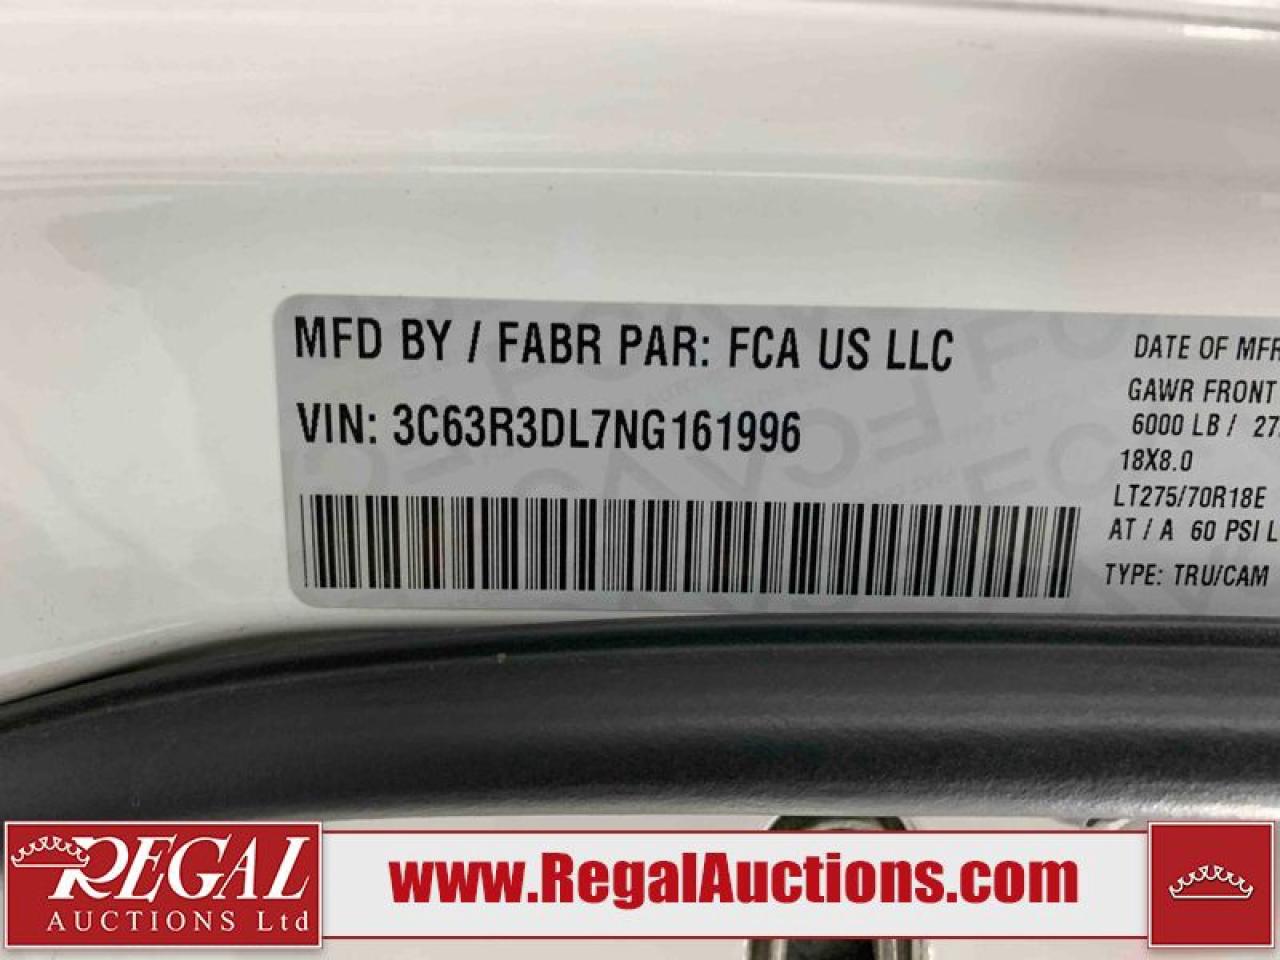 MFD BY / FABR PAR: FCA US LLC
VIN: 3C63R3DL7NG161996
DATE OF MFR
GAWR FRONT
6000 LB / 27
18X8.0
LT275/70R18E
AT / A 60 PSI
TYPE: TRU/CAM
REGAL
AUCTIONS Ltd
www.RegalAuctions.com